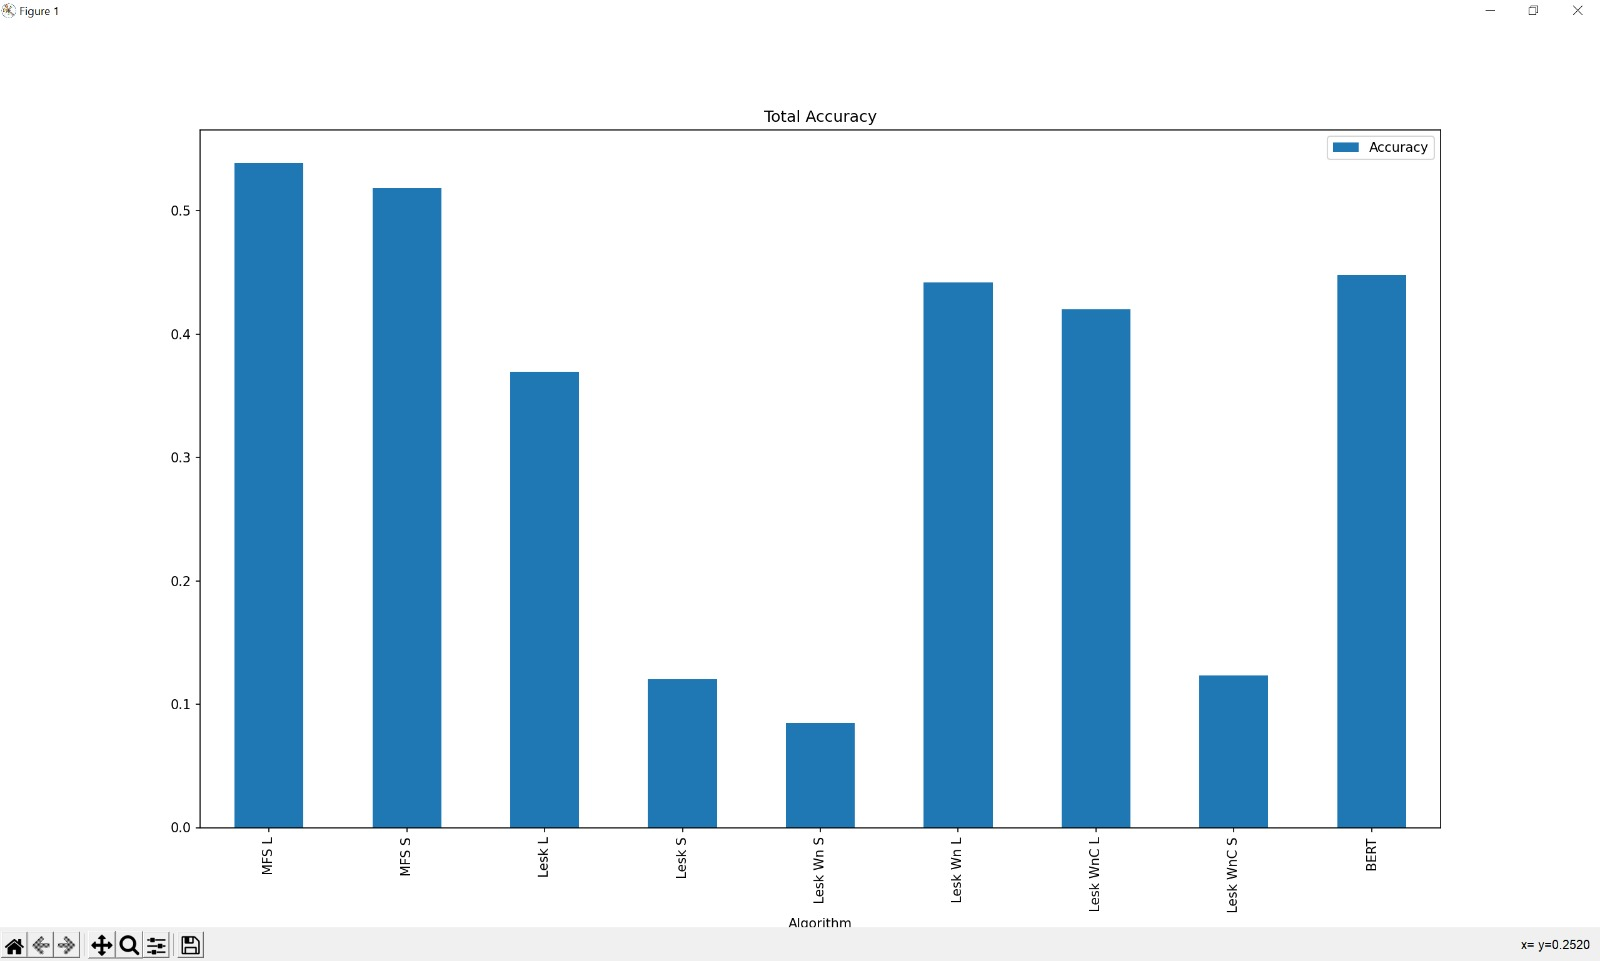 Figure 1
Total Accuracy
Accuracy
0.5
0.4
0.3
0.2
0.1
0.0
MFS L
MFS S
Lesk L
Lesk S
Lesk Wn S
Lesk Wn L
Lesk WnC L
Lesk WnC S
BERT
Algorithm
x= y=0.2520